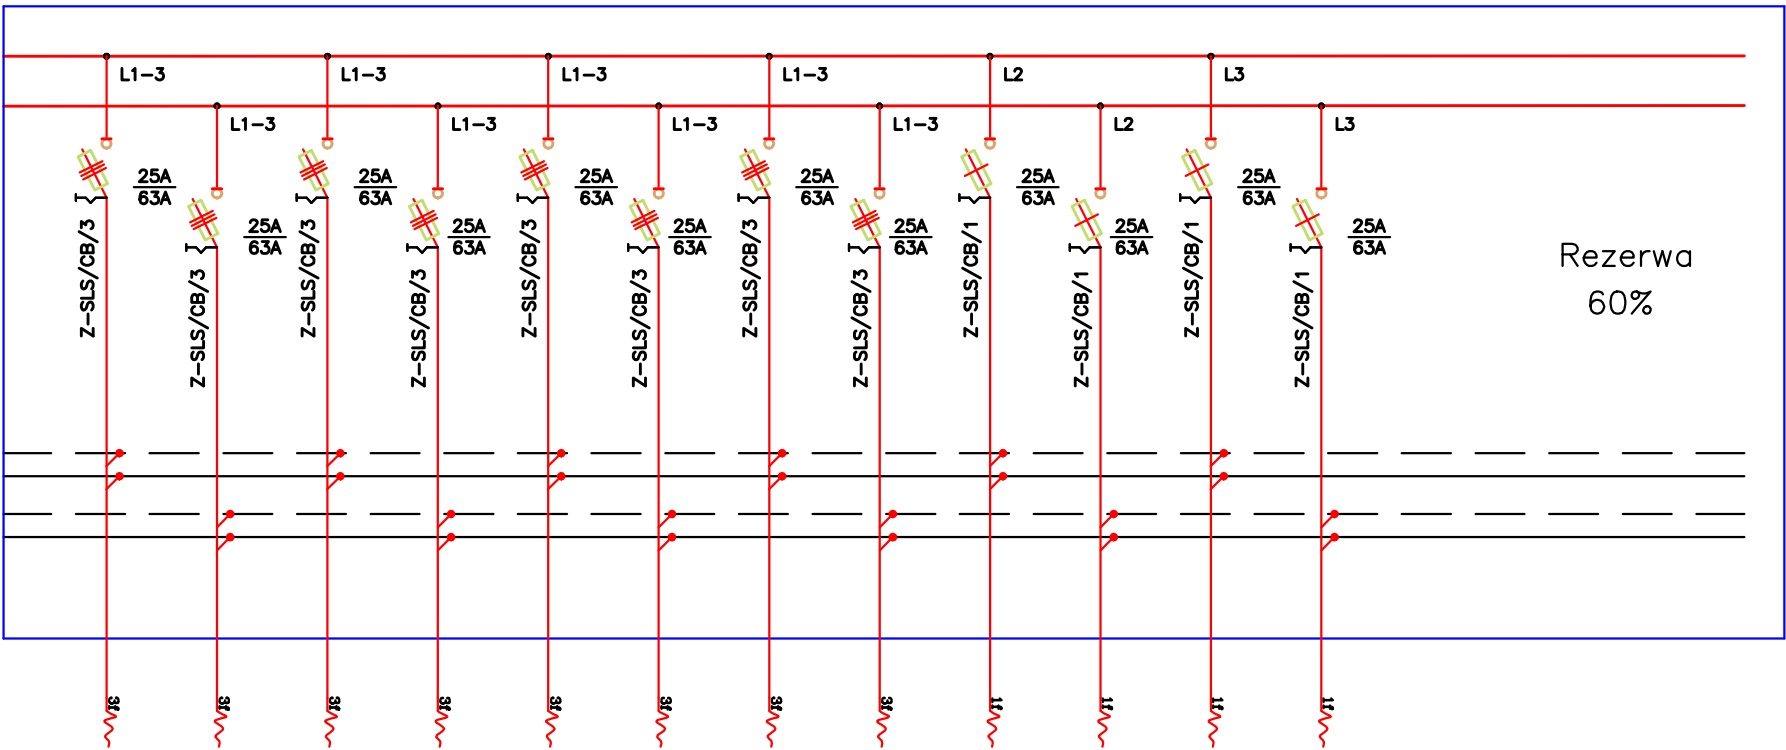 L1-3 L1-3 L1-3 L1-3 L2 L3
L1-3 L1-3 L1-3 L1-3 L2 L3
25A 25A 25A 25A 25A 25A
63A 63A 63A 63A 63A 63A
25A 25A 25A 25A 25A 25A
63A 63A 63A 63A 63A 63A
Z-SLS/CB/3
Z-SLS/CB/3
Z-SLS/CB/3
Z-SLS/CB/3
Z-SLS/CB/3
Z-SLS/CB/3
Z-SLS/CB/3
Z-SLS/CB/3
Z-SLS/CB/1
Z-SLS/CB/1
Z-SLS/CB/1
Z-SLS/CB/1
Rezerwa
60%
3f 3f 3f 3f 3f 3f 3f 3f 1f 1f 1f 1f